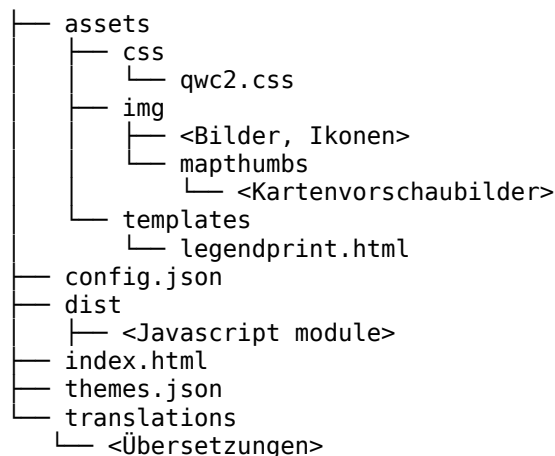 ├── assets
│   ├── css
│   │   └── qwc2.css
│   ├── img
│   │   ├── <Bilder, Ikonen>
│   │   └── mapthumbs
│   │       └── <Kartenvorschaubilder>
│   └── templates
│       └── legendprint.html
├── config.json
├── dist
│   ├── <Javascript module>
├── index.html
├── themes.json
└── translations
    └── <Übersetzungen>